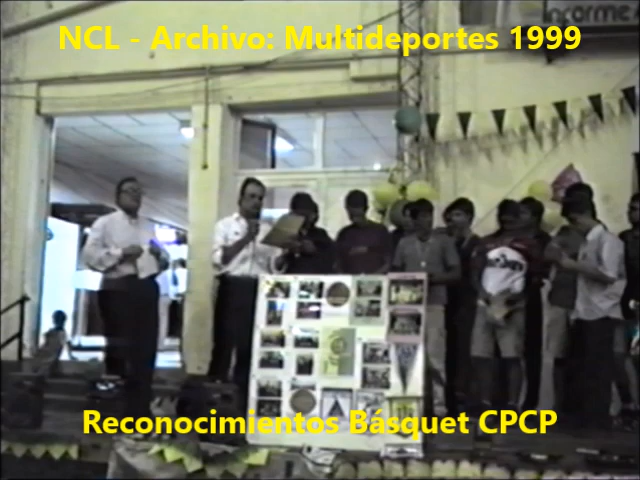 NCL - Archivo: Multideportes 1999
Reconocimientos Básquet CPCP